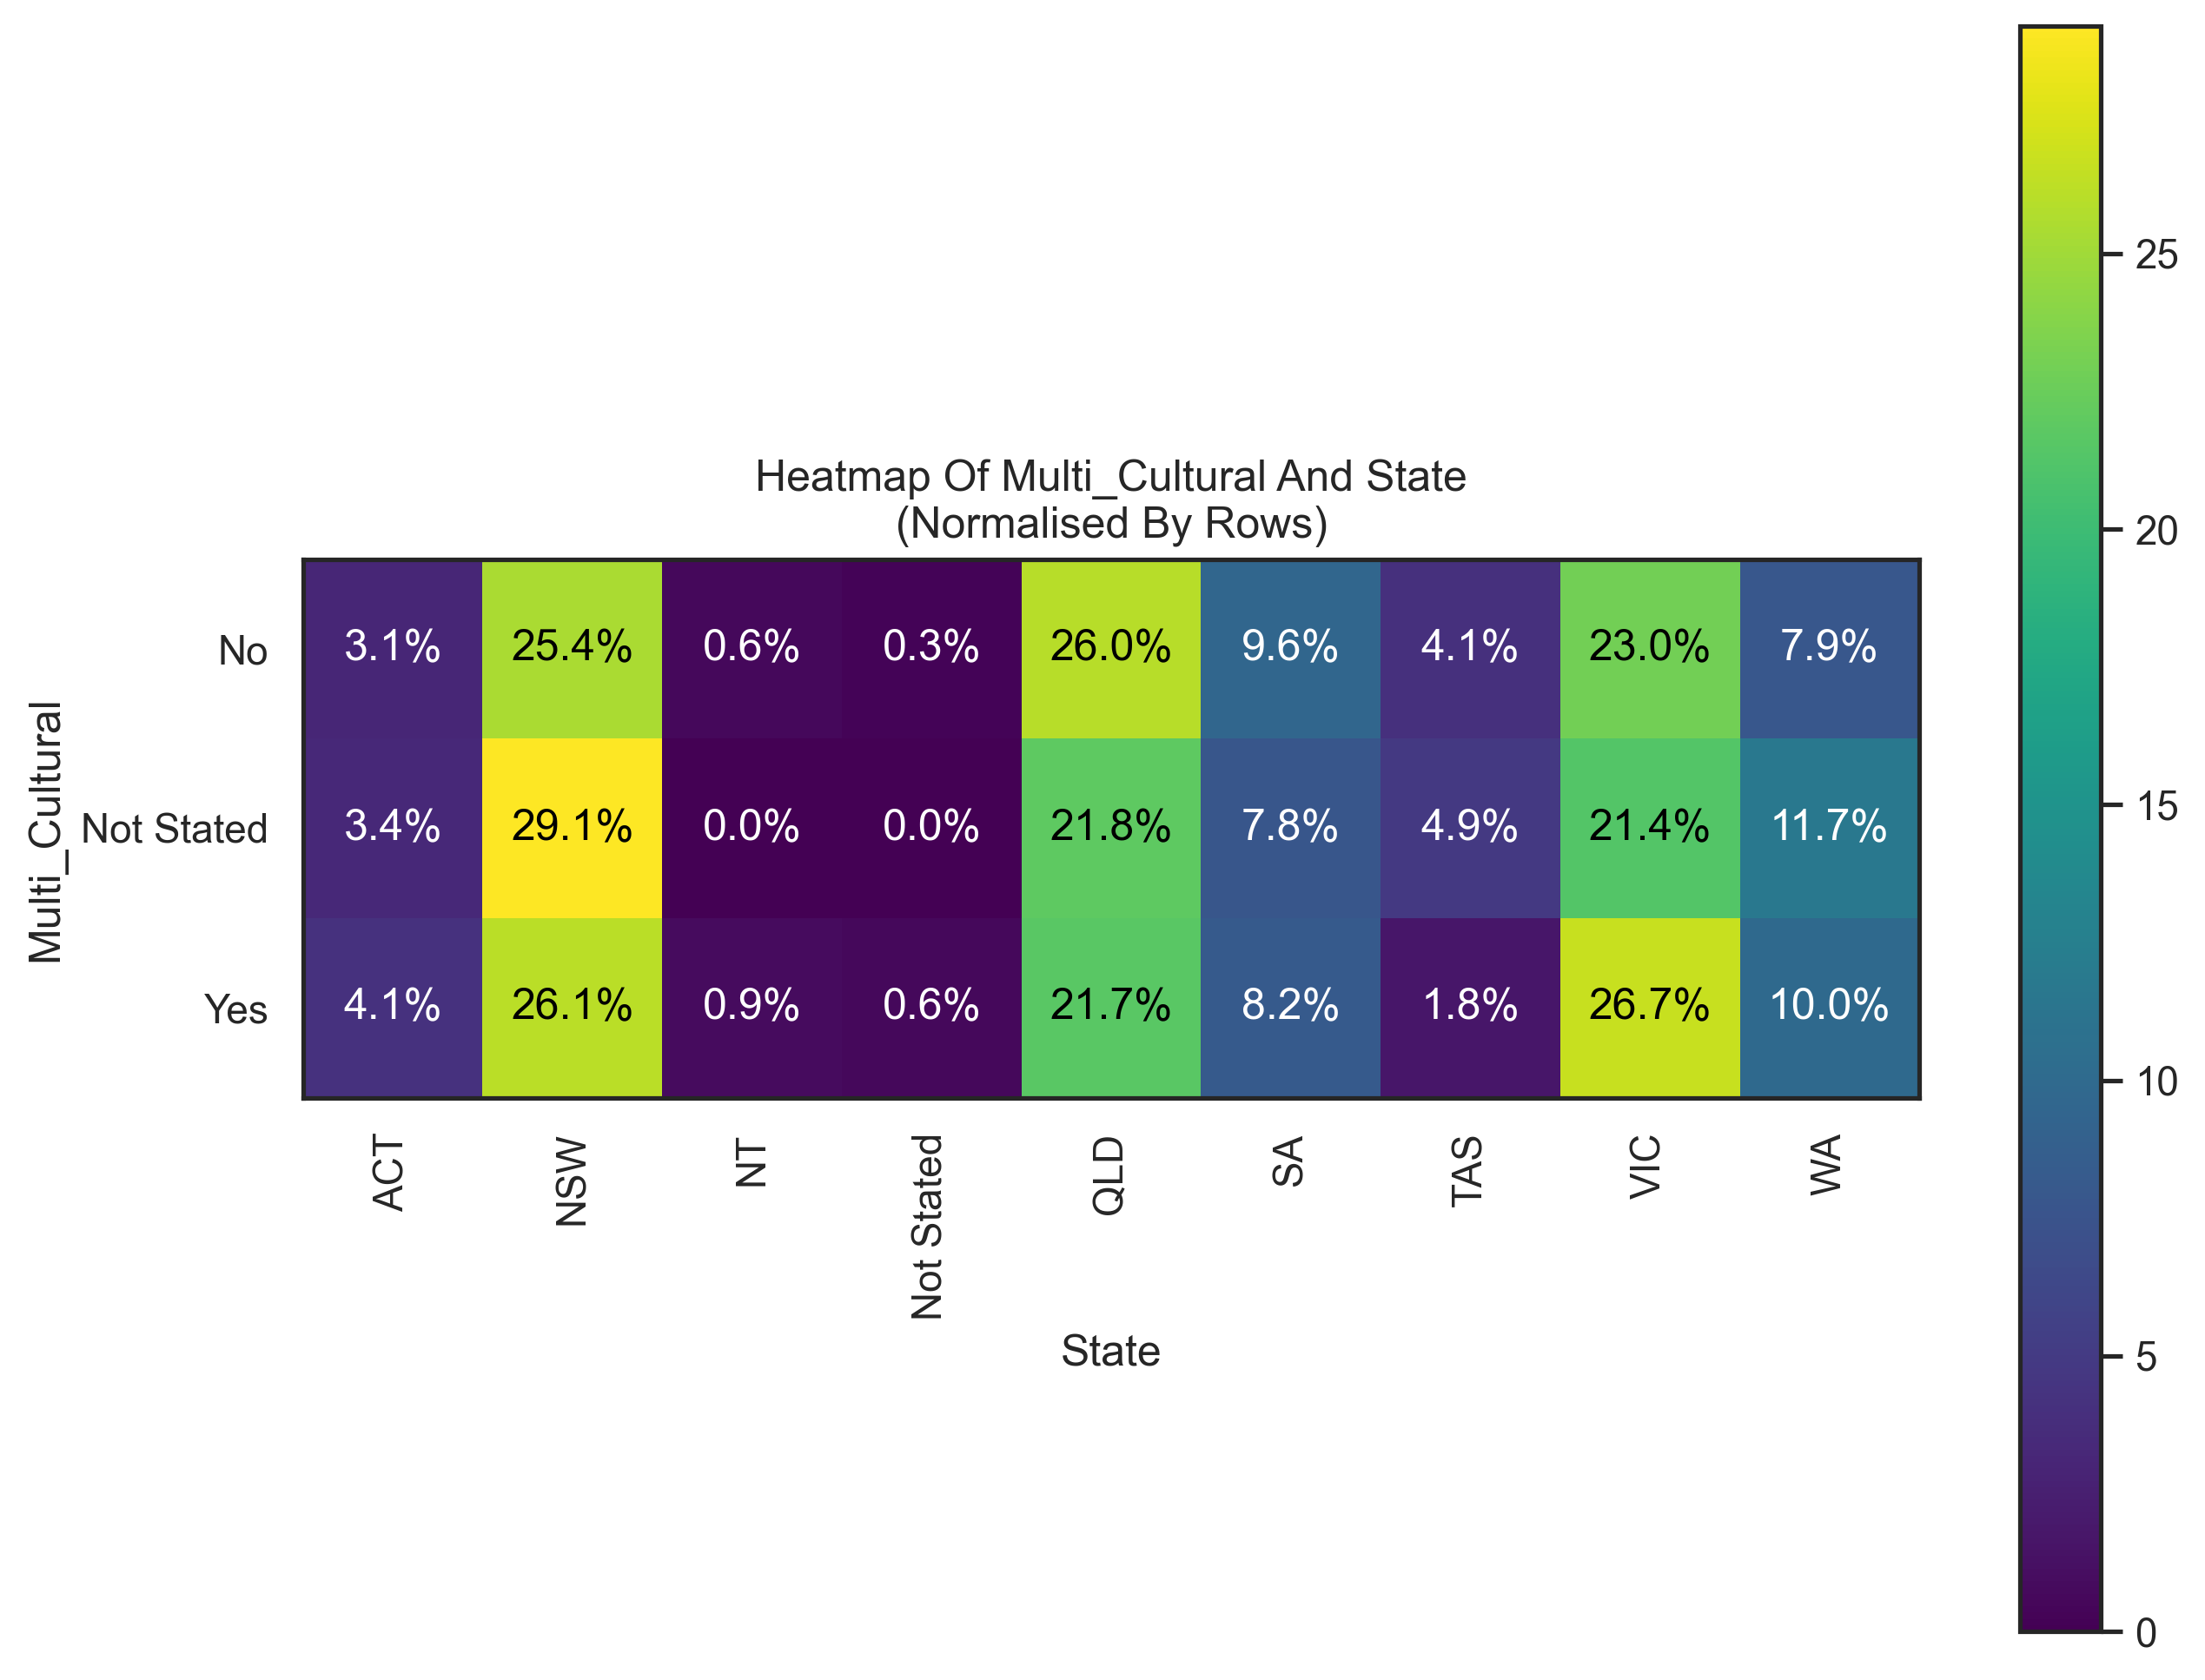 Heatmap Of Multi_Cultural And State
(Normalised By Rows)
Multi_Cultural
No
3.1% 25.4% 0.6% 0.3% 26.0% 9.6% 4.1% 23.0% 7.9%
Not Stated
3.4% 29.1% 0.0% 0.0% 21.8% 7.8% 4.9% 21.4% 11.7%
Yes
4.1% 26.1% 0.9% 0.6% 21.7% 8.2% 1.8% 26.7% 10.0%
ACT
NSW
NT
Not Stated
QLD
SA
TAS
VIC
WA
State
25
20
15
10
5
0